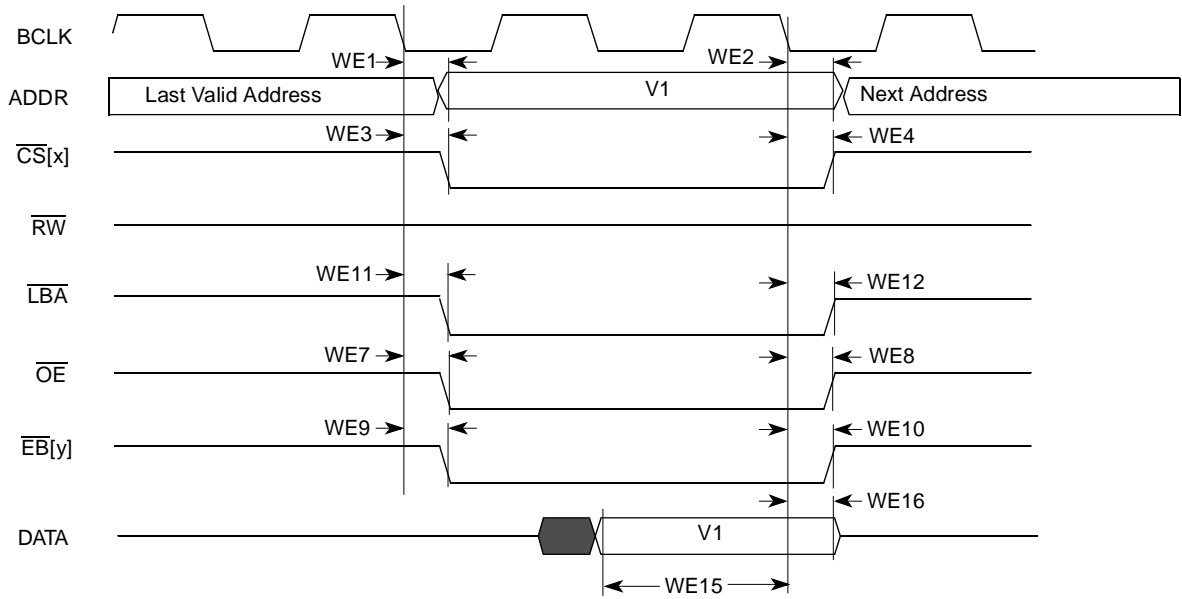 BCLK
WE1
WE2
ADDR
Last Valid Address
V1
Next Address
WE3
WE4
CS[x]
RW
WE11
WE12
LBA
WE7
WE8
OE
WE9
WE10
EB[y]
WE16
DATA
V1
WE15